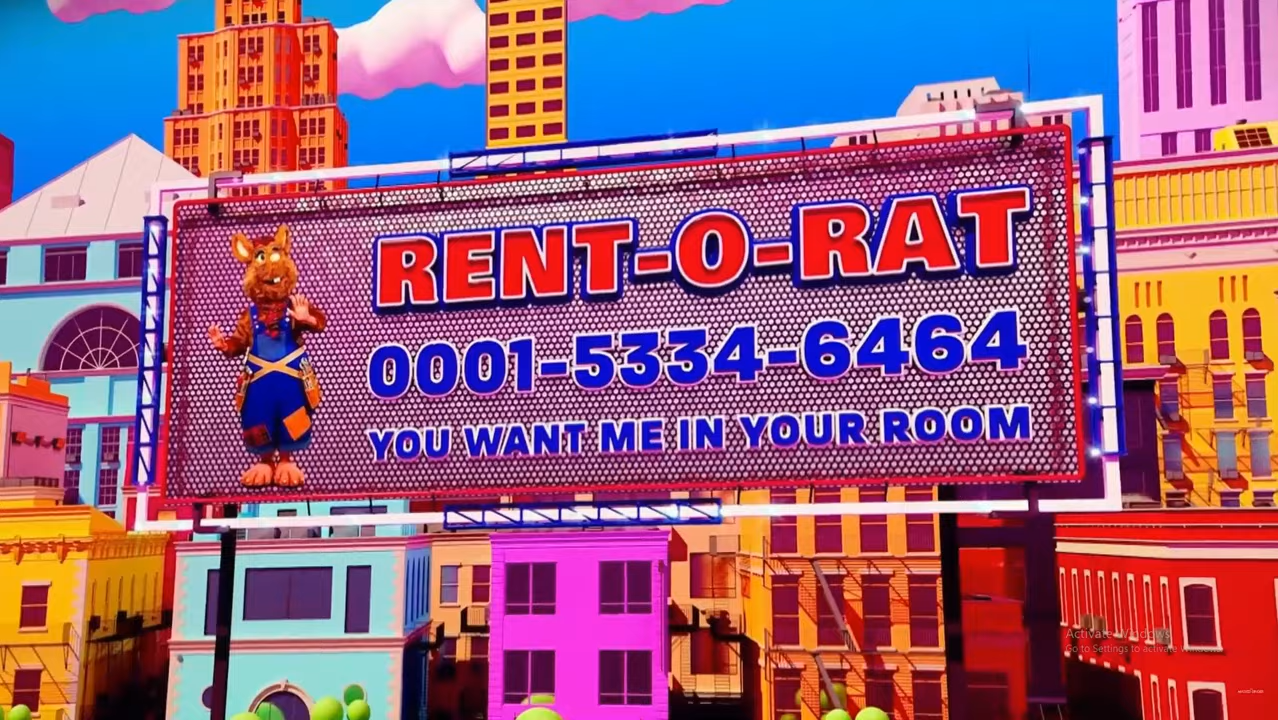 RENT-O-RAT
0001-5334-6464
YOU WANT ME IN YOUR ROOM
Activate Windows
Go to Settings to activate Windows.